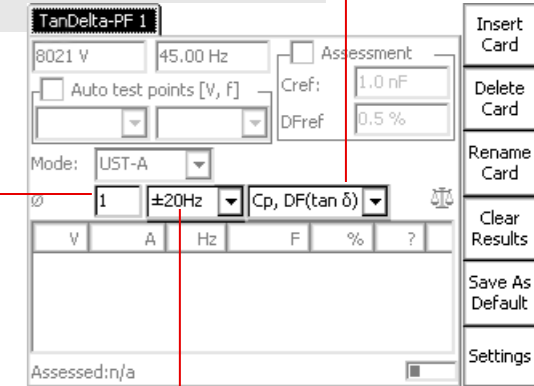 TanDelta-PF 1
8021 V 45.00 Hz Assessment
Auto test points [V, f] Cref: 1.0 nF
DFref 0.5 %
Mode: UST-A
Ø 1 ±20Hz Cp, DF(tan δ)
V A Hz F % ?
Assessed:n/a
Insert
Card
Delete
Card
Rename
Card
Clear
Results
Save As
Default
Settings